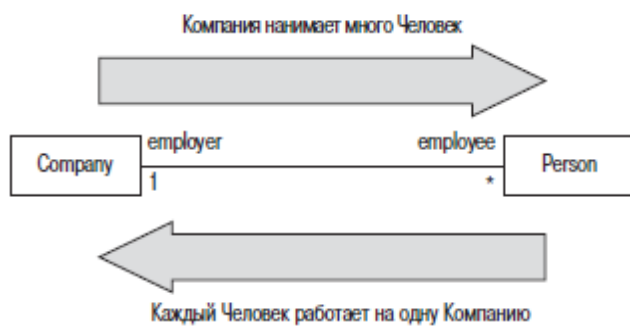 Компания нанимает много Человек
employer employee
Company Person
1 *
Каждый Человек работает на одну Компанию